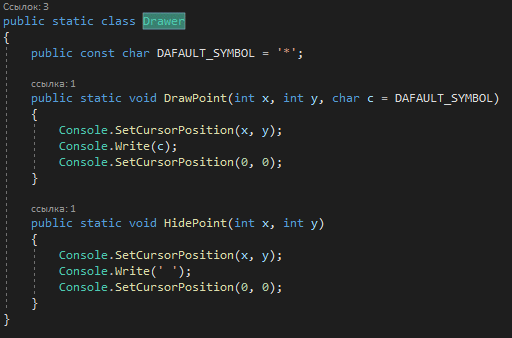 Ссылок: 3
public static class Drawer
{
    public const char DAFAULT_SYMBOL = '*';
    ссылка: 1
    public static void DrawPoint(int x, int y, char c = DAFAULT_SYMBOL)
    {
        Console.SetCursorPosition(x, y);
        Console.Write(c);
        Console.SetCursorPosition(0, 0);
    }
    ссылка: 1
    public static void HidePoint(int x, int y)
    {
        Console.SetCursorPosition(x, y);
        Console.Write(' ');
        Console.SetCursorPosition(0, 0);
    }
}